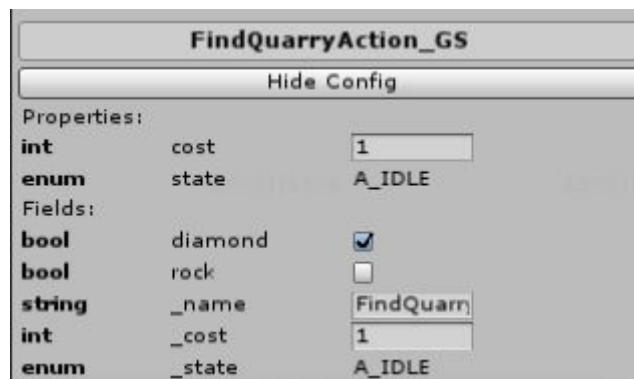 FindQuarryAction_GS
Hide Config
Properties:
int cost 1
enum state A_IDLE
Fields:
bool diamond
bool rock
string _name FindQuarr
int _cost 1
enum _state A_IDLE